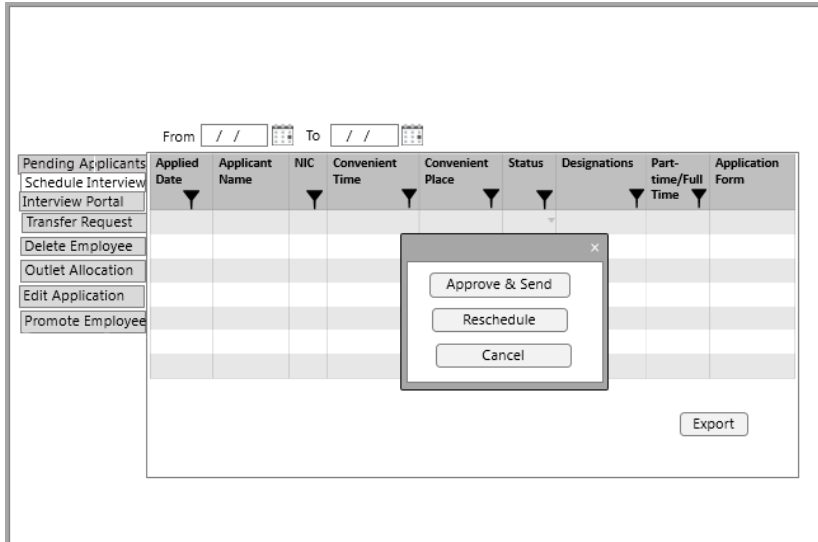 From / / To / /
Pending Applicants
Schedule Interview
Interview Portal
Transfer Request
Delete Employee
Outlet Allocation
Edit Application
Promote Employee
Applied Date
Applicant Name
NIC
Convenient Time
Convenient Place
Status
Designations
Part-
time/Full
Time
Application Form
×
Approve & Send
Reschedule
Cancel
Export